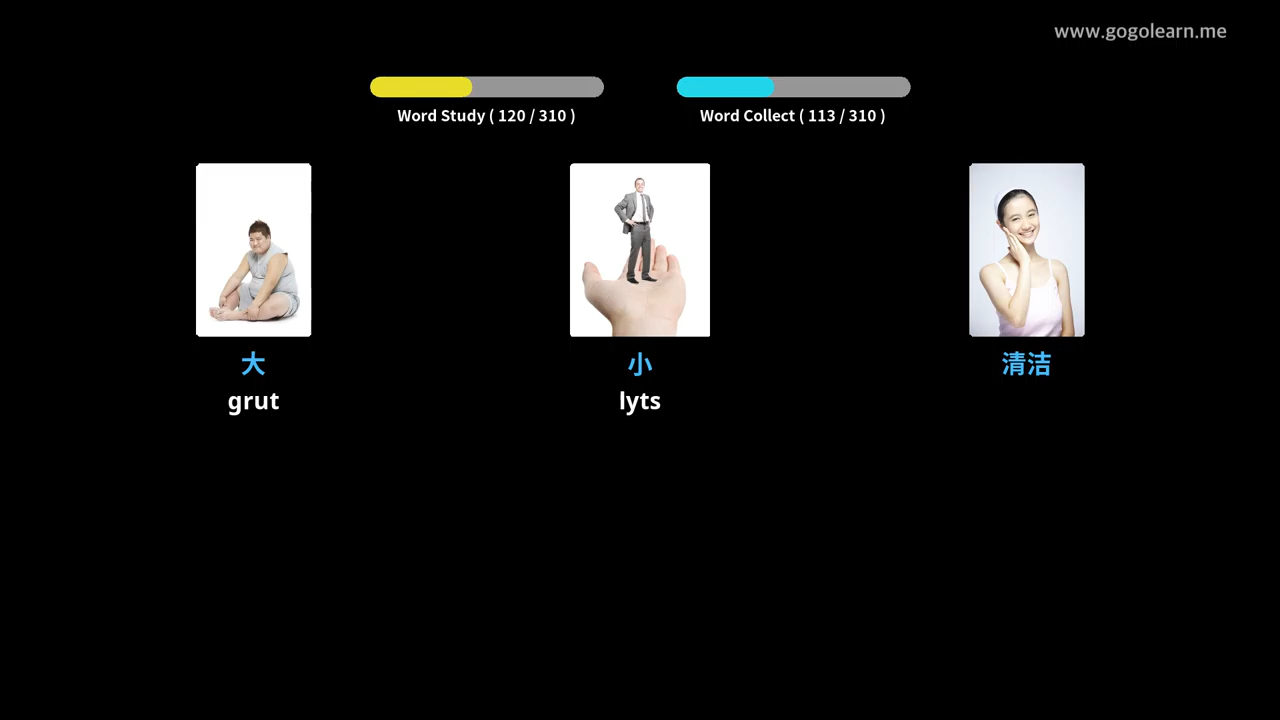 www.gogolearn.me
Word Study ( 120 / 310 )
Word Collect ( 113 / 310 )
大
grut
小
lyts
清洁